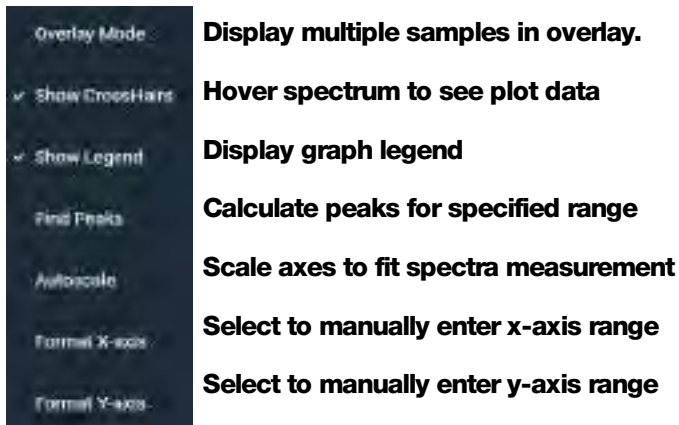 Overlay Mode Display multiple samples in overlay.
✓ Show CrossHairs Hover spectrum to see plot data
✓ Show Legend Display graph legend
Find Peaks Calculate peaks for specified range
Autoscale Scale axes to fit spectra measurement
Format X-axis Select to manually enter x-axis range
Format Y-axis Select to manually enter y-axis range